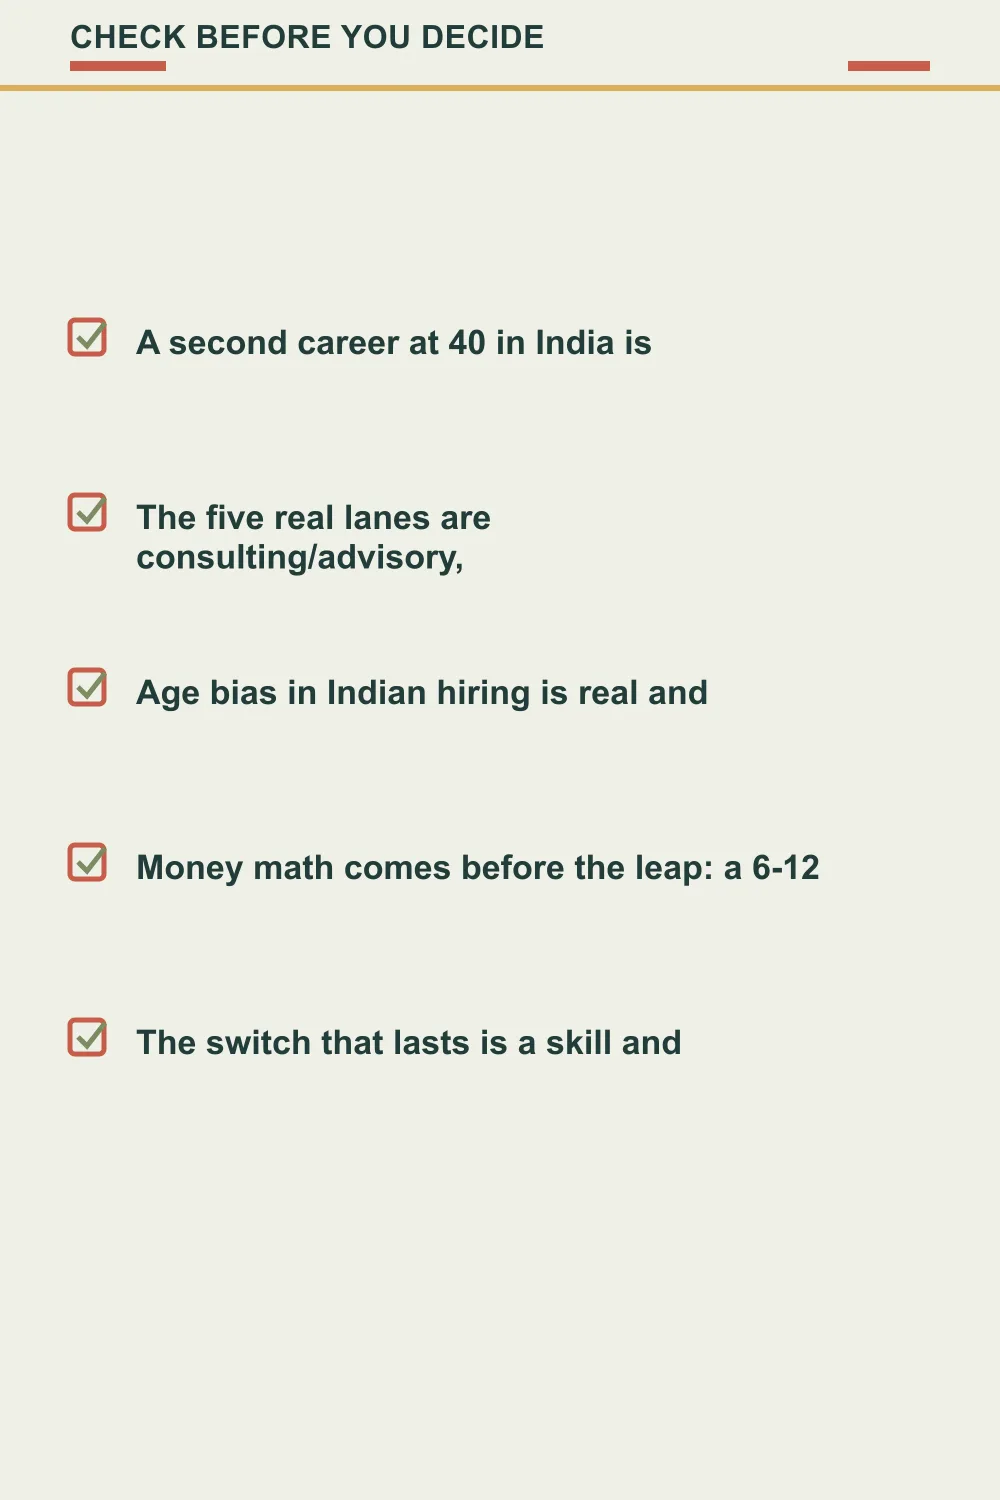 CHECK BEFORE YOU DECIDE
A second career at 40 in India is
The five real lanes are
consulting/advisory,
Age bias in Indian hiring is real and
Money math comes before the leap: a 6-12
The switch that lasts is a skill and